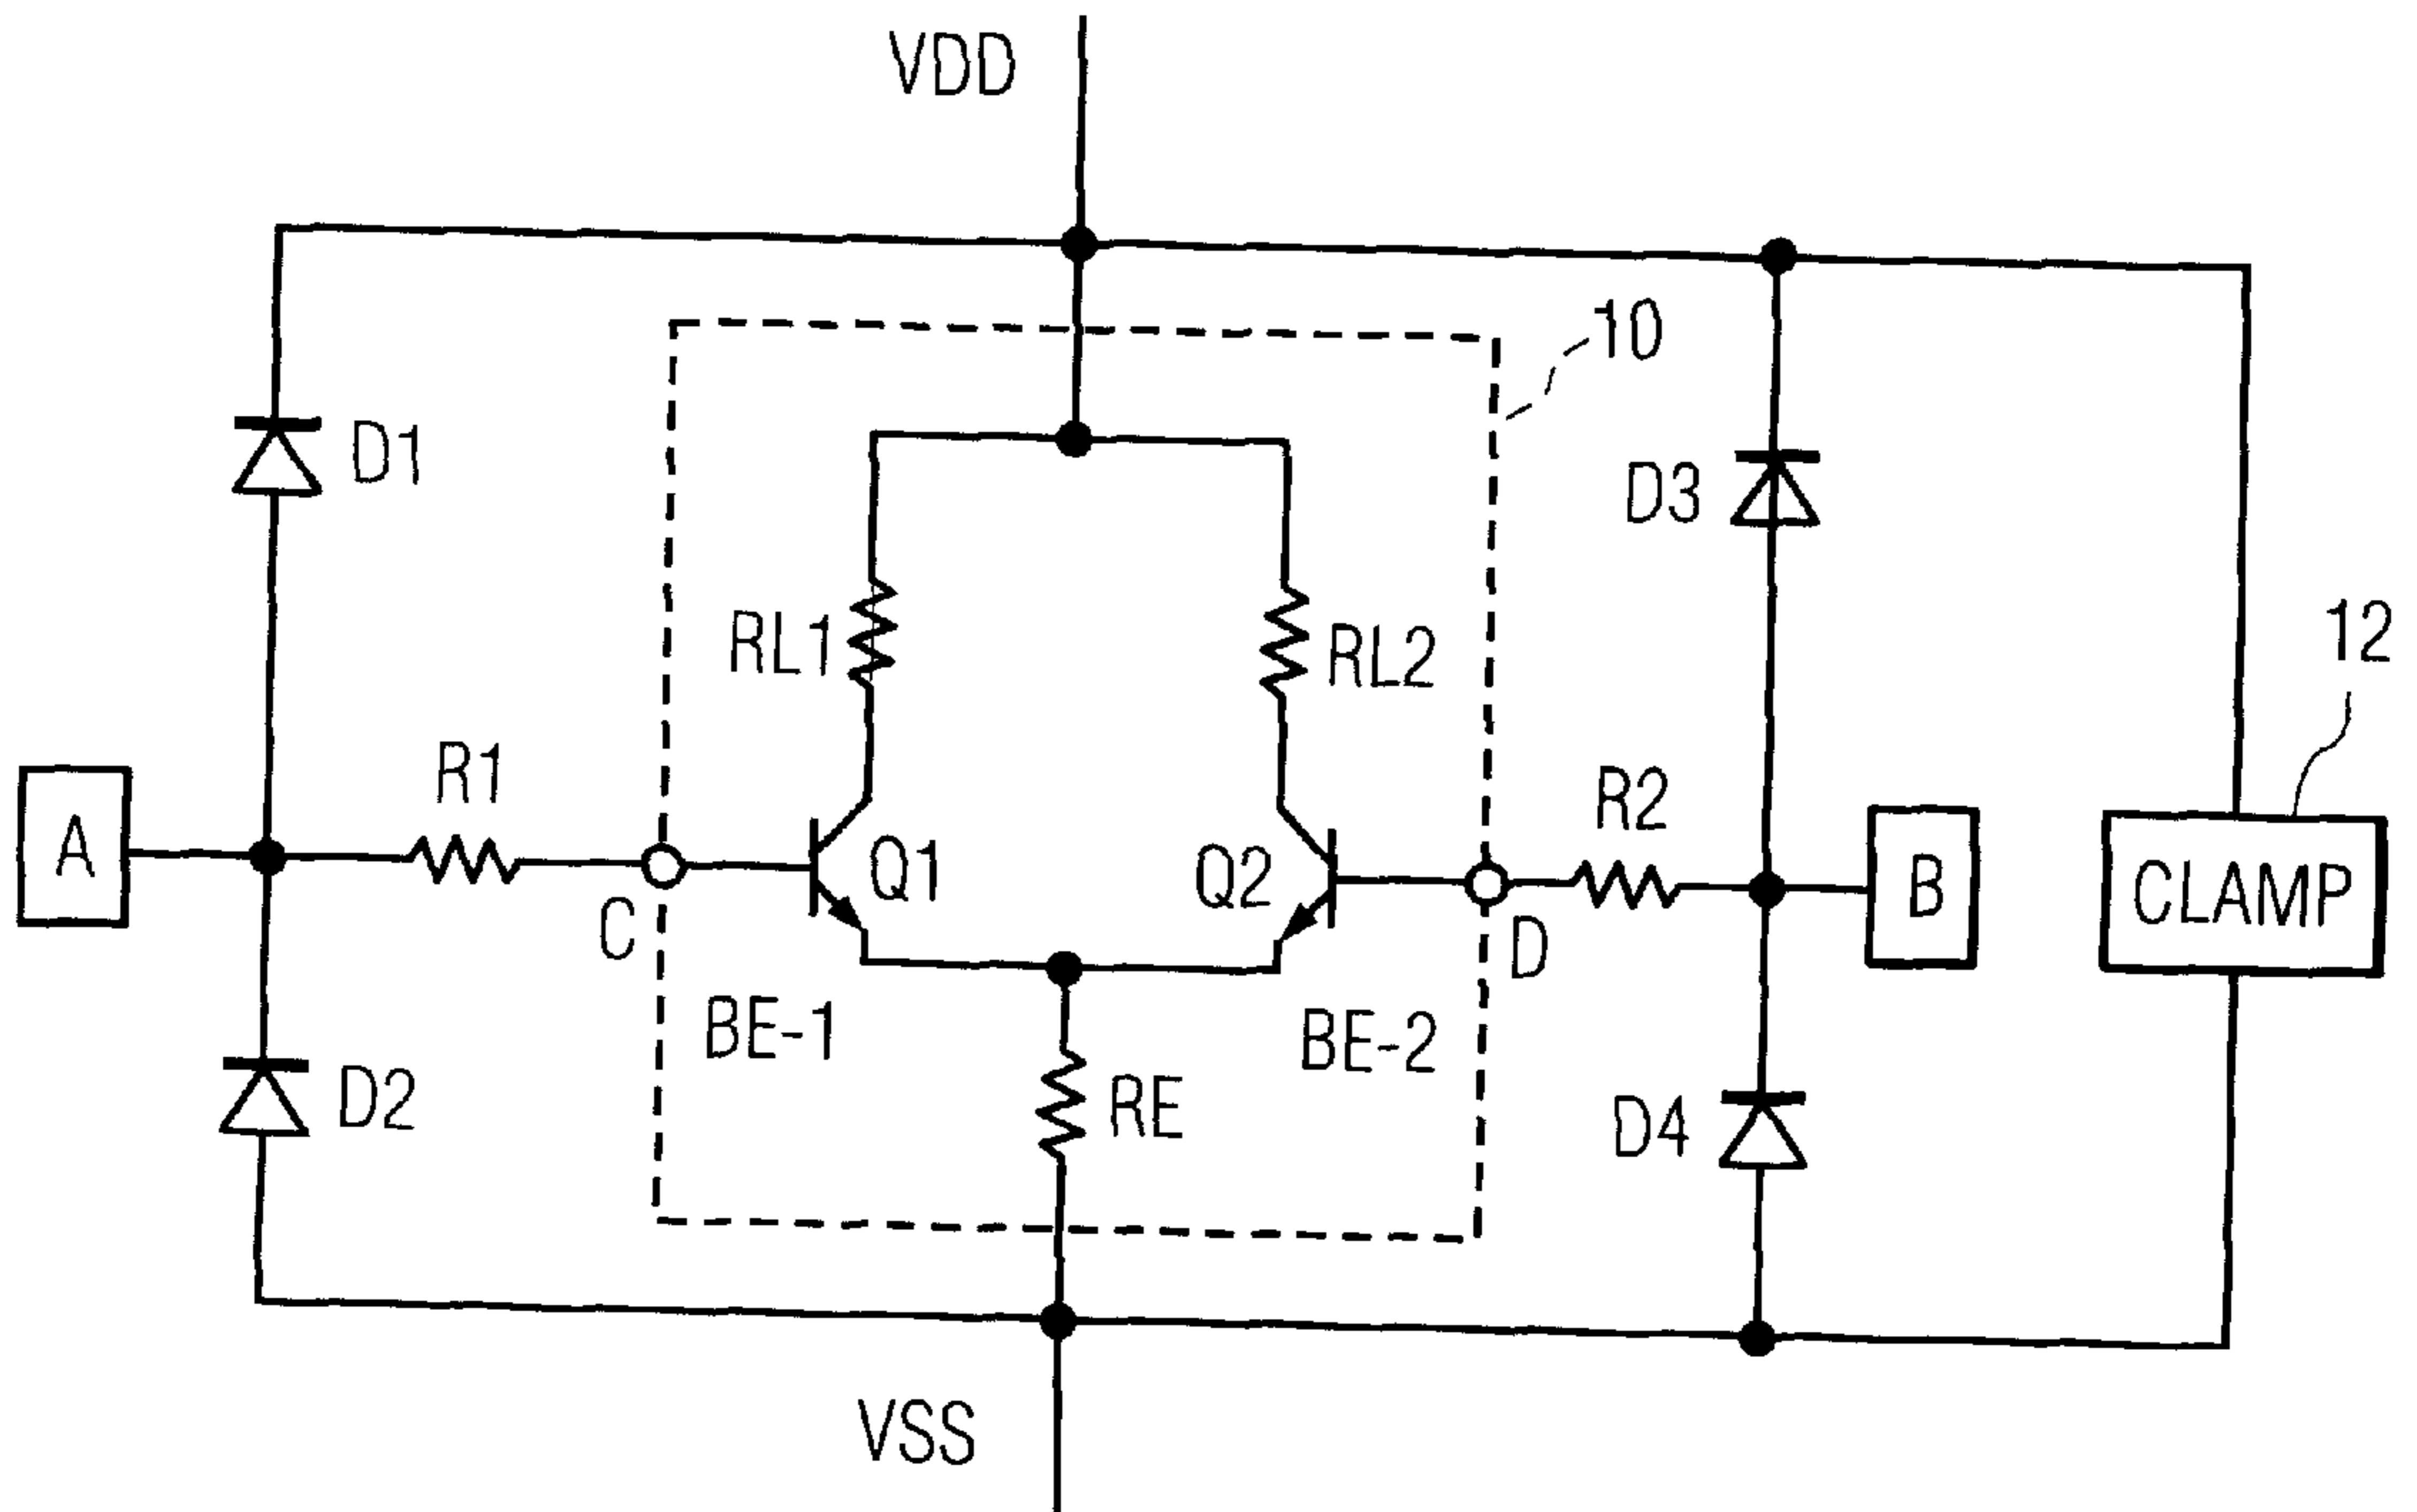 VDD
10
D1
D3
RL1
RL2
12
R1
R2
A
Q1
Q2
B
CLAMP
C
D
BE-1
BE-2
D2
RE
D4
VSS